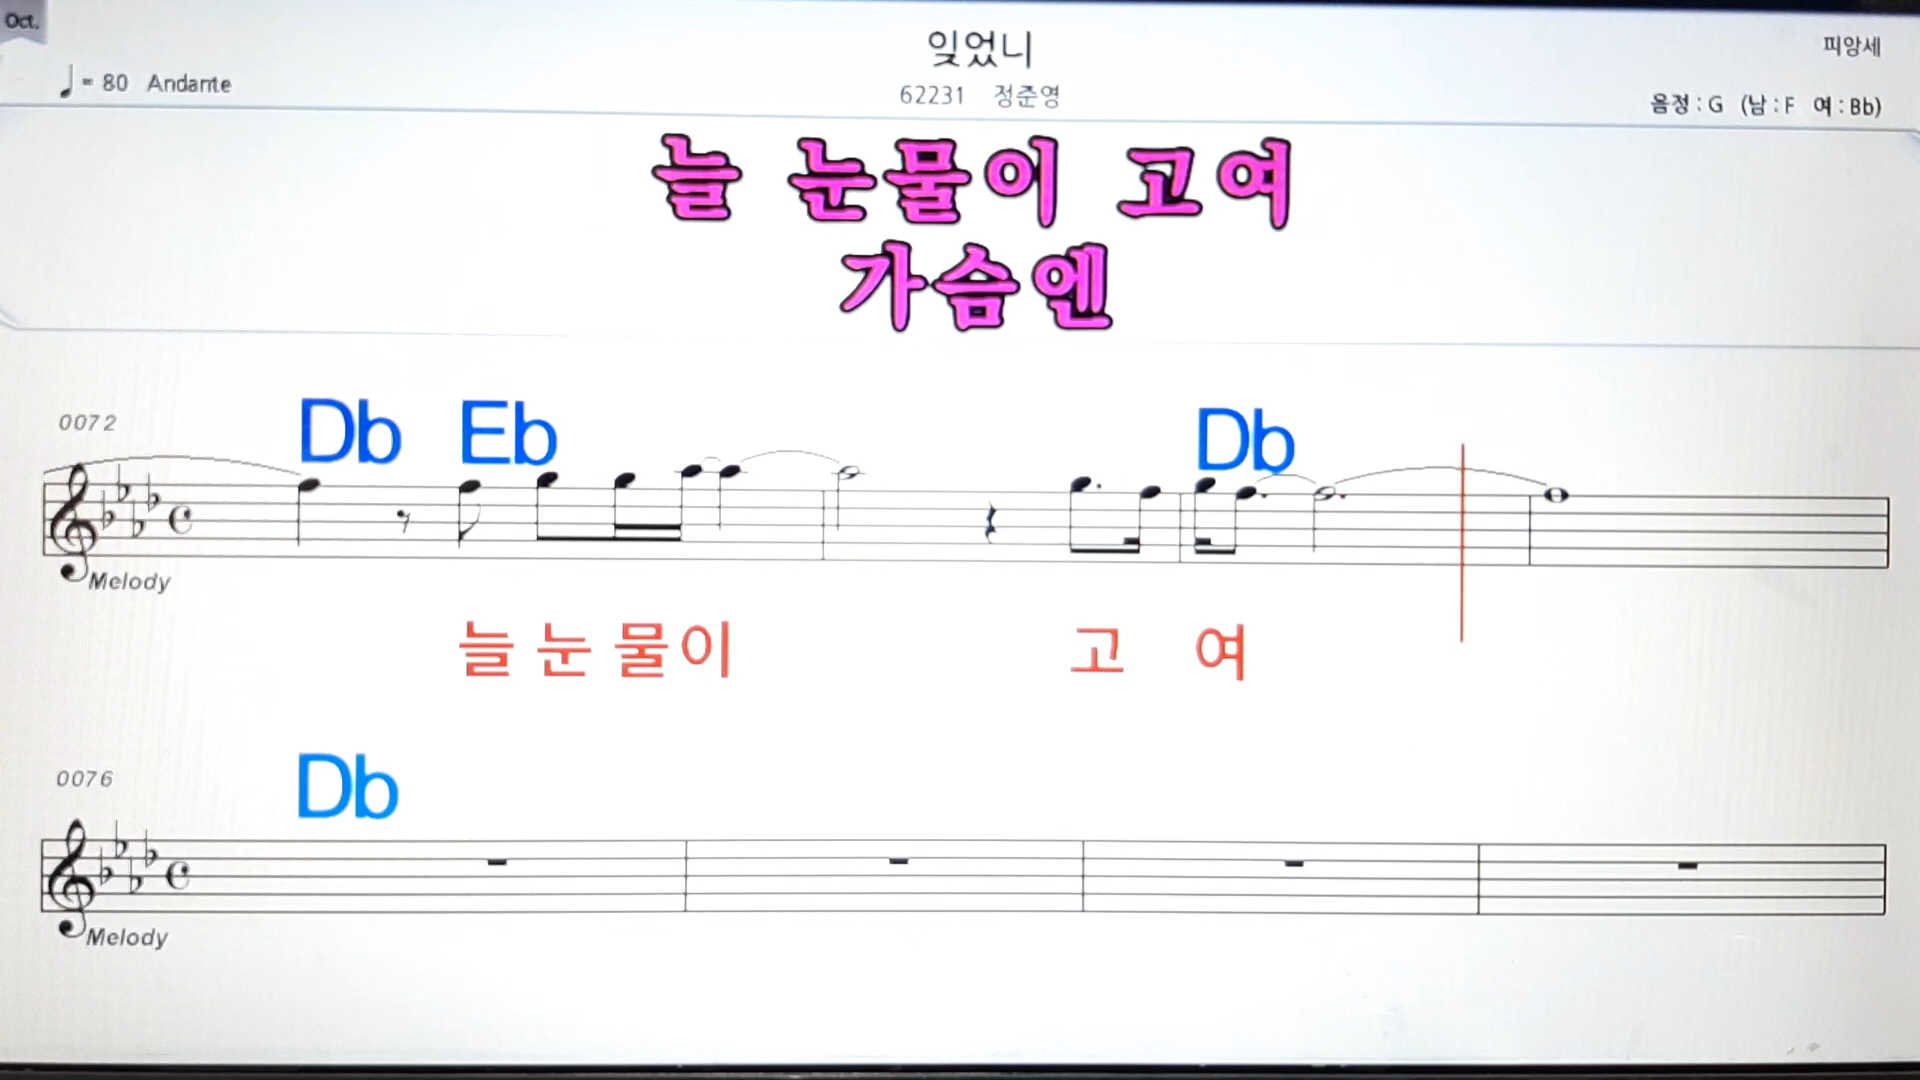 Oct.
잊었니
피앙세
♩= 80 Andante
62231 정준영
음정 : G (남 : F 여 : Bb)
늘 눈물이 고여
가슴엔
0072
Db Eb Db
Melody
늘 눈 물 이 고 여
0076
Db
Melody